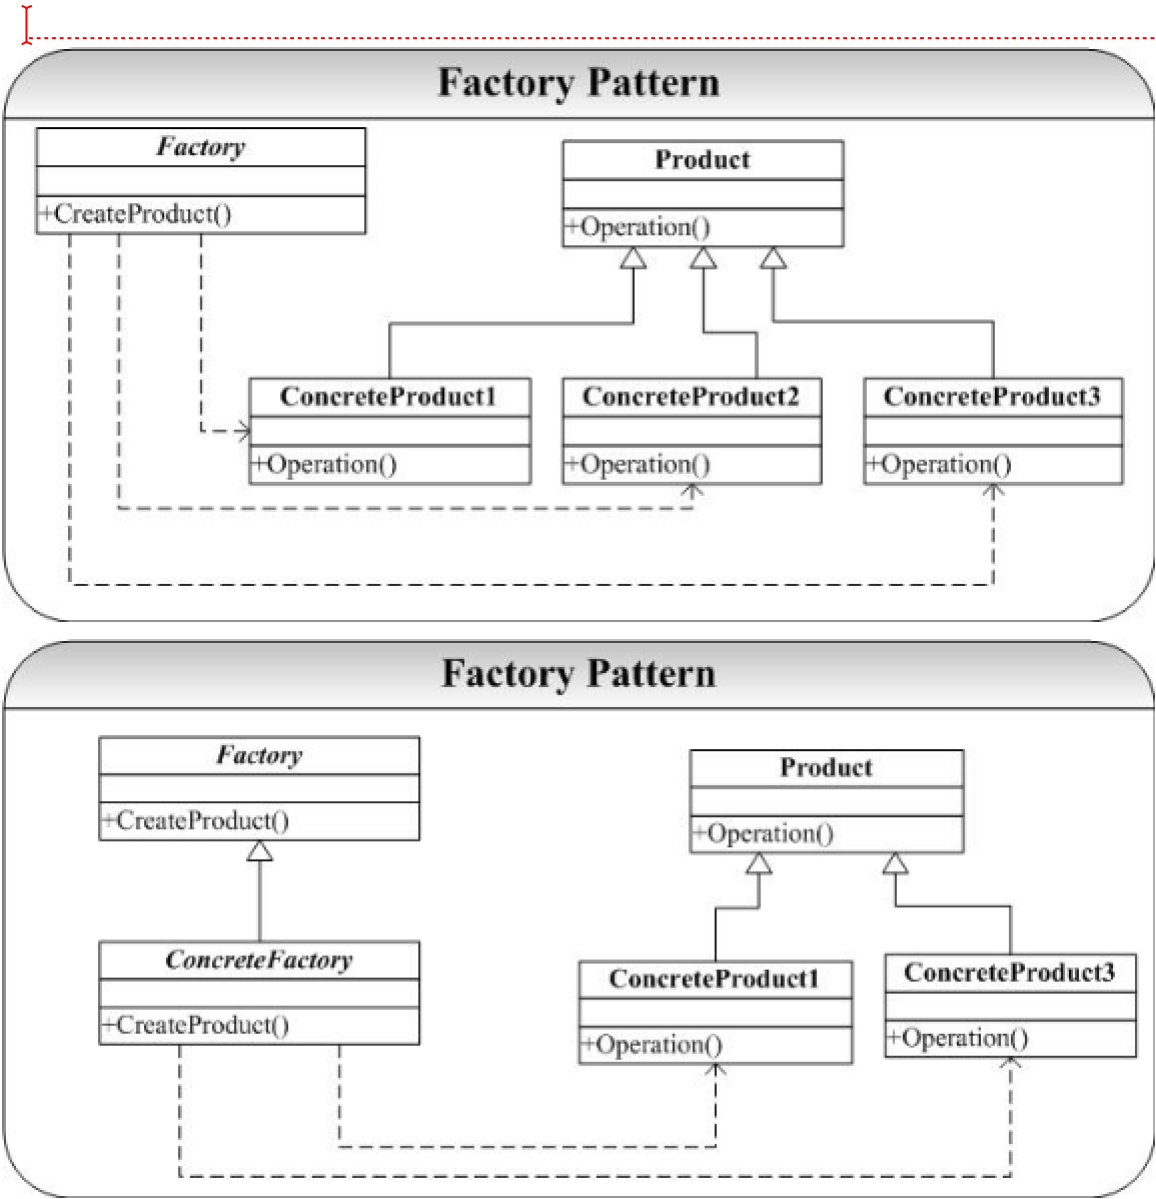 Factory Pattern
Factory
+CreateProduct()
Product
+Operation()
ConcreteProduct1
+Operation()
ConcreteProduct2
+Operation()
ConcreteProduct3
+Operation()
Factory Pattern
Factory
+CreateProduct()
Product
+Operation()
ConcreteFactory
+CreateProduct()
ConcreteProduct1
+Operation()
ConcreteProduct3
+Operation()